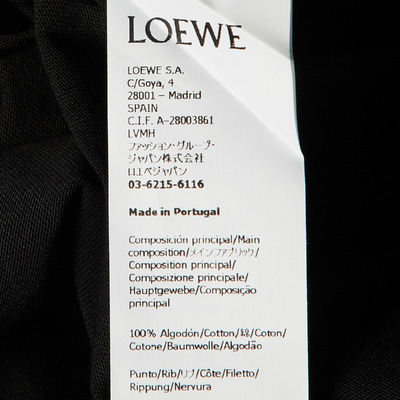 LOEWE
LOEWE S.A.
C/Goya, 4
28001 – Madrid
SPAIN
C.I.F. A-28003861
LVMH
ファッション・グループ・
ジャパン株式会社
ロエベジャパン
03-6215-6116
Made in Portugal
Composición principal/Main
composition/メインファブリック/
Composition principal/
Composizione principale/
Hauptgewebe/Composição
principal
100% Algodón/Cotton/綿/Coton/
Cotone/Baumwolle/Algodão
Punto/Rib/リブ/Côte/Filetto/
Rippung/Nervura